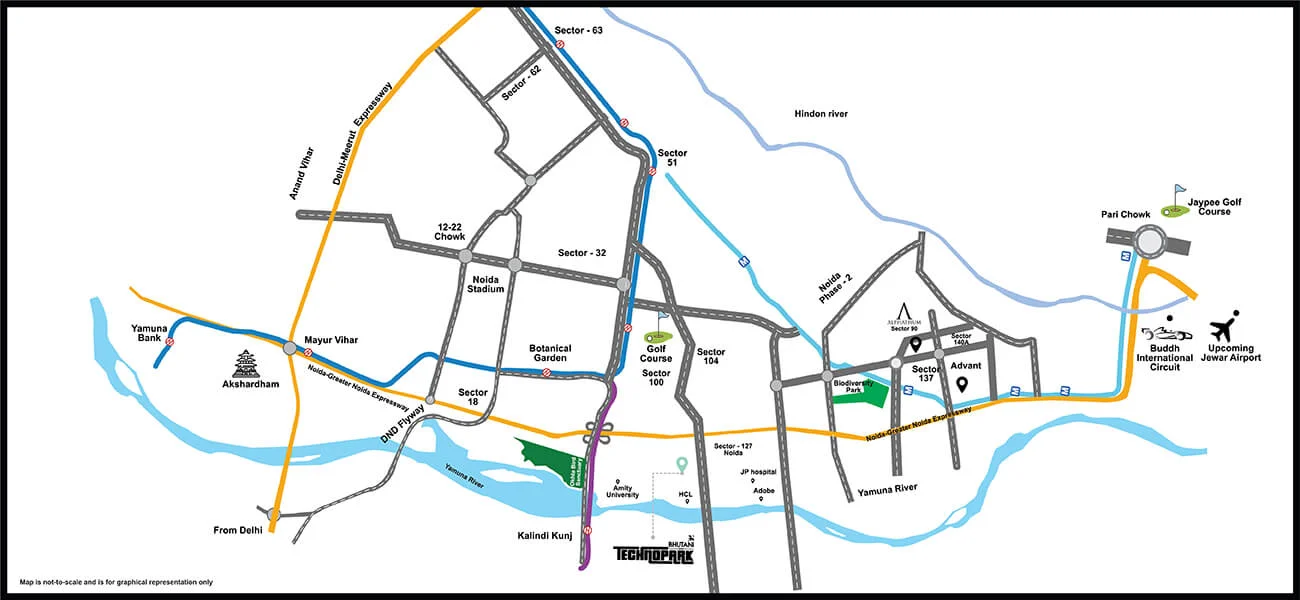 Sector - 63
Sector - 62
Delhi-Meerut Expressway
Hindon river
Sector
51
Anand Vihar
Jaypee Golf
Course
Pari Chowk
12-22
Chowk
Sector - 32
Noida
Stadium
Noida
Phase - 2
ALPHATHUM
Sector 90
Sector
140A
Yamuna
Bank
Mayur Vihar
Akshardham
Botanical
Garden
Golf
Course
Sector
100
Sector
104
Sector
137
Advant
Buddh
International
Circuit
Upcoming
Jewar Airport
Biodiversity
Park
Noida-Greater Noida Expressway
Sector
18
DND Flyway
Noida-Greater Noida Expressway
Sector - 127
Noida
Okhla Bird
Sanctuary
Yamuna River
Amity
University
HCL
JP hospital
Adobe
Yamuna River
From Delhi
Kalindi Kunj
BHUTANI
TECHNOPARK
Map is not-to-scale and is for graphical representation only